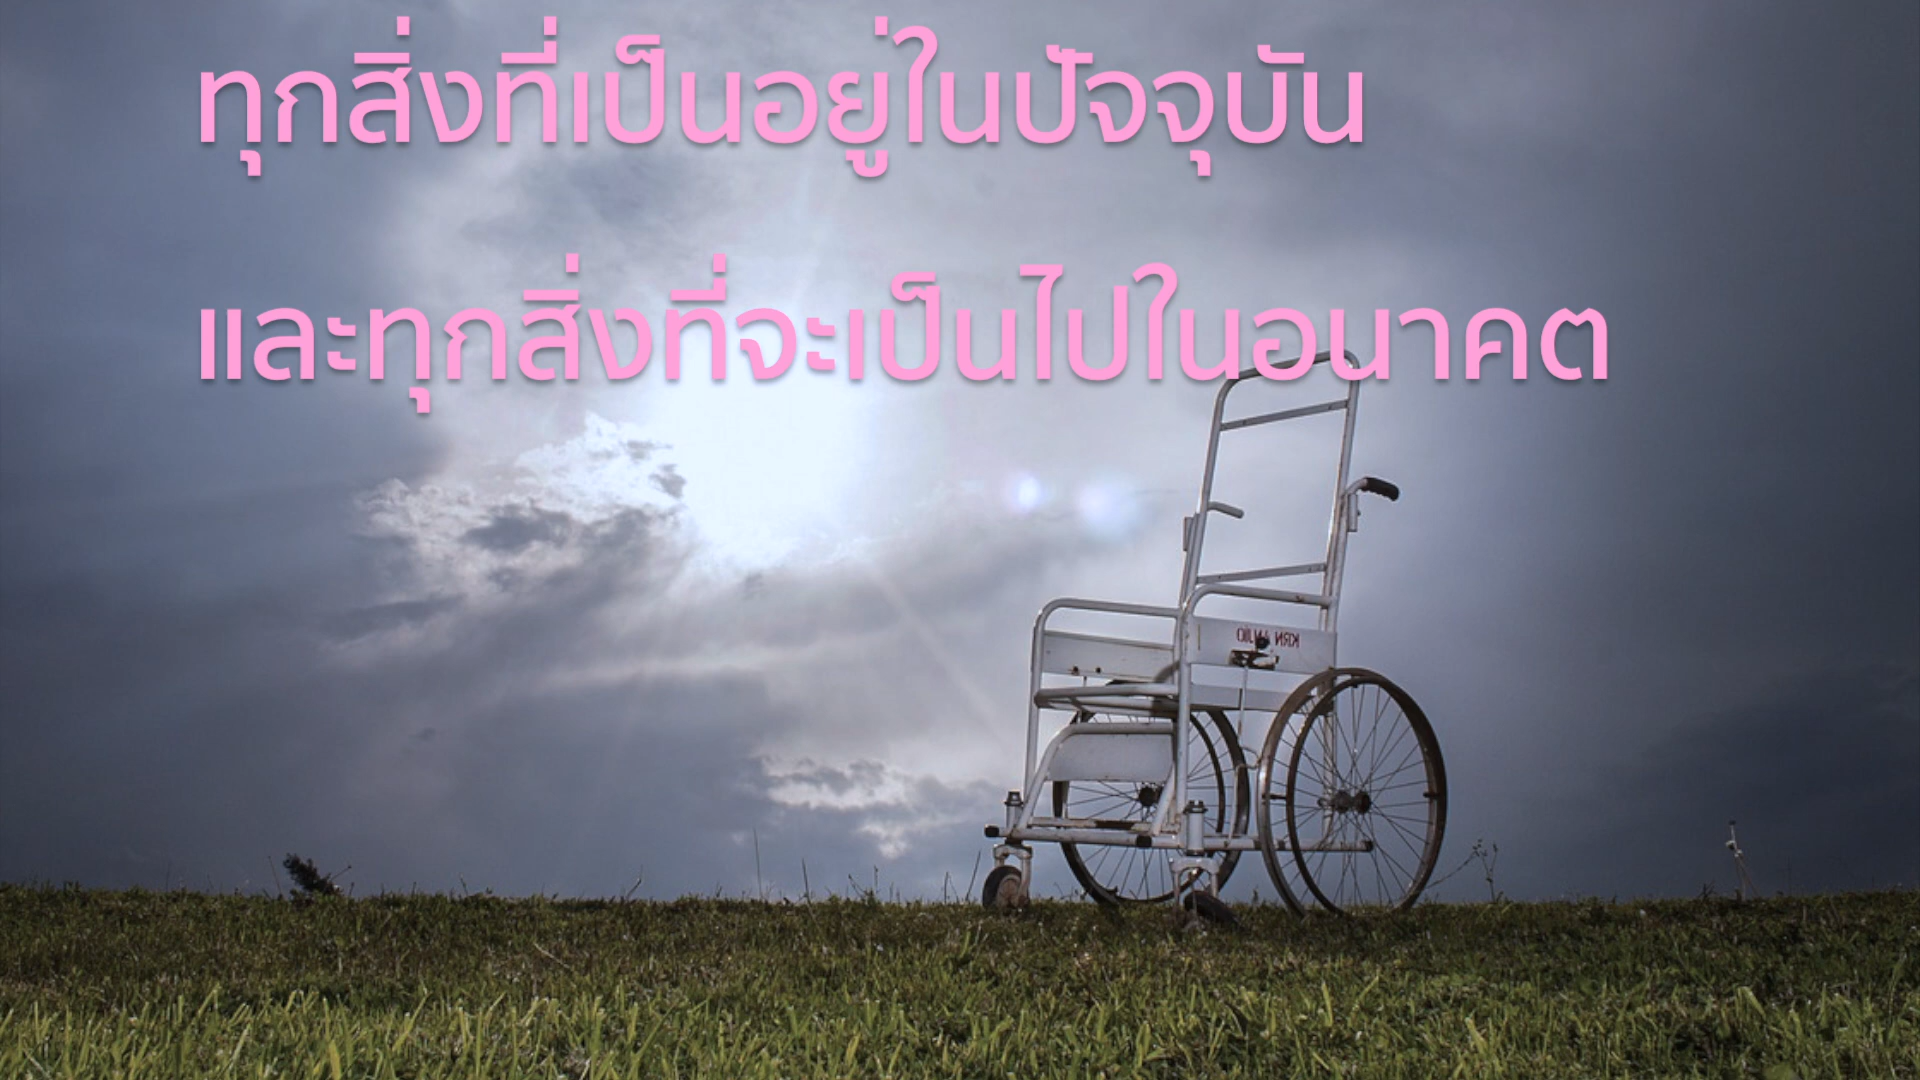 ทุกสิ่งที่เป็นอยู่ในปัจจุบัน
และทุกสิ่งที่จะเป็นไปในอนาคต